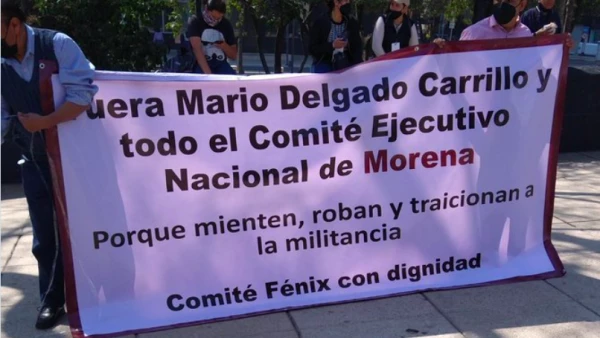 uera Mario Delgado Carrillo y
todo el Comité Ejecutivo
Nacional de Morena
Porque mienten, roban y traicionan a
la militancia
Comité Fénix con dignidad